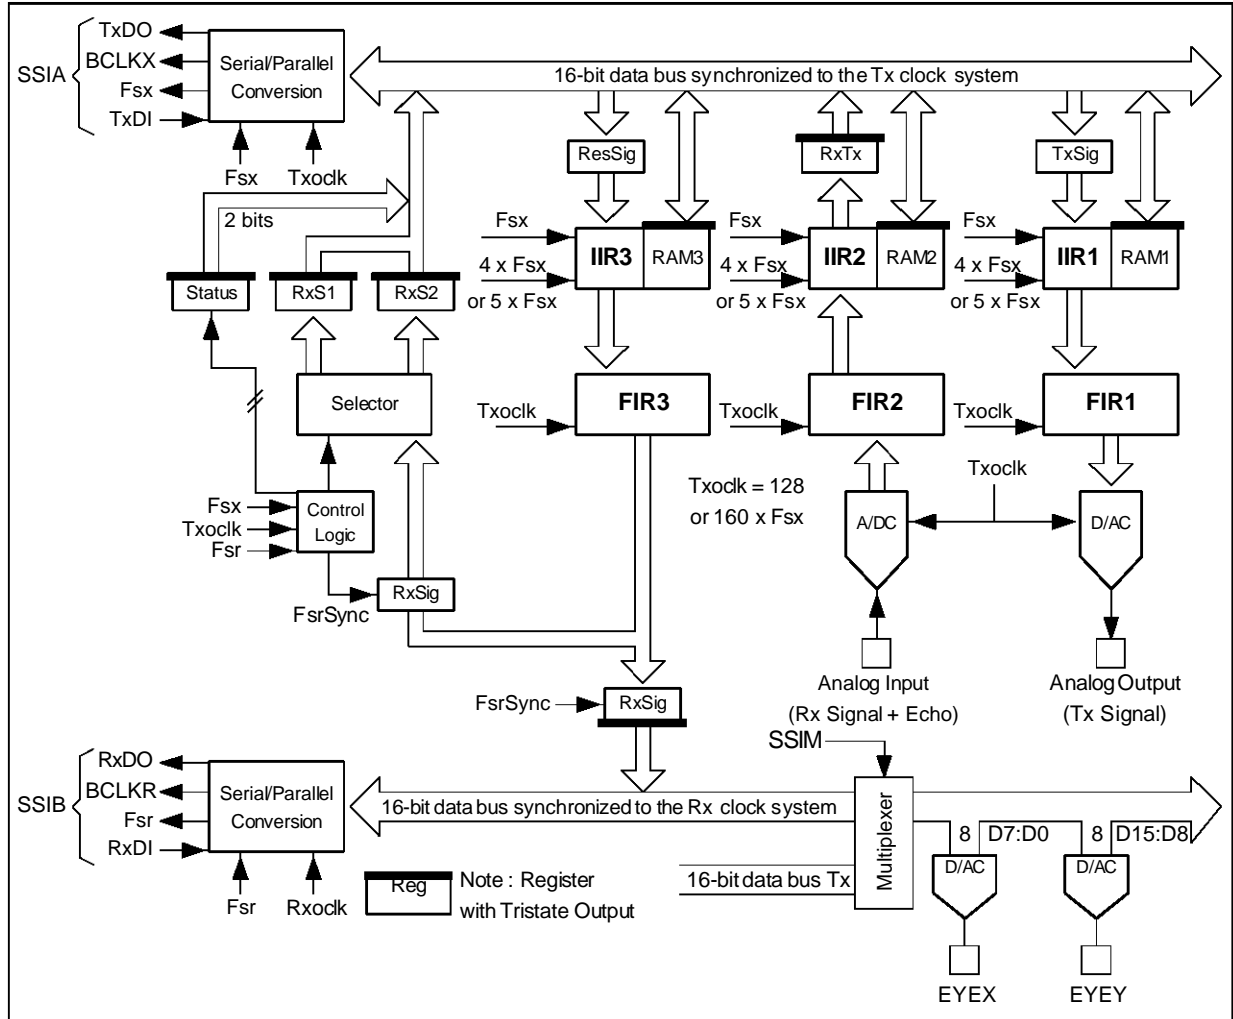 TxDO
BCLKX
Fsx
TxDI
SSIA
Serial/Parallel
Conversion
Fsx
Txoclk
16-bit data bus synchronized to the Tx clock system
2 bits
Status
RxS1
RxS2
Selector
Fsx
Txoclk
Fsr
Control
Logic
FsrSync
RxSig
ResSig
Fsx
4 x Fsx
or 5 x Fsx
IIR3
RAM3
Txoclk
FIR3
RxTx
Fsx
4 x Fsx
or 5 x Fsx
IIR2
RAM2
Txoclk
FIR2
TxSig
Fsx
4 x Fsx
or 5 x Fsx
IIR1
RAM1
Txoclk
FIR1
Txoclk = 128
or 160 x Fsx
Txoclk
A/DC
D/AC
Analog Input
(Rx Signal + Echo)
Analog Output
(Tx Signal)
FsrSync
RxSig
SSIM
Multiplexer
RxDO
BCLKR
Fsr
RxDI
SSIB
Serial/Parallel
Conversion
Fsr
Rxoclk
16-bit data bus synchronized to the Rx clock system
16-bit data bus Tx
8
D7:D0
8
D15:D8
D/AC
D/AC
EYEX
EYEY
Reg
Note : Register
with Tristate Output